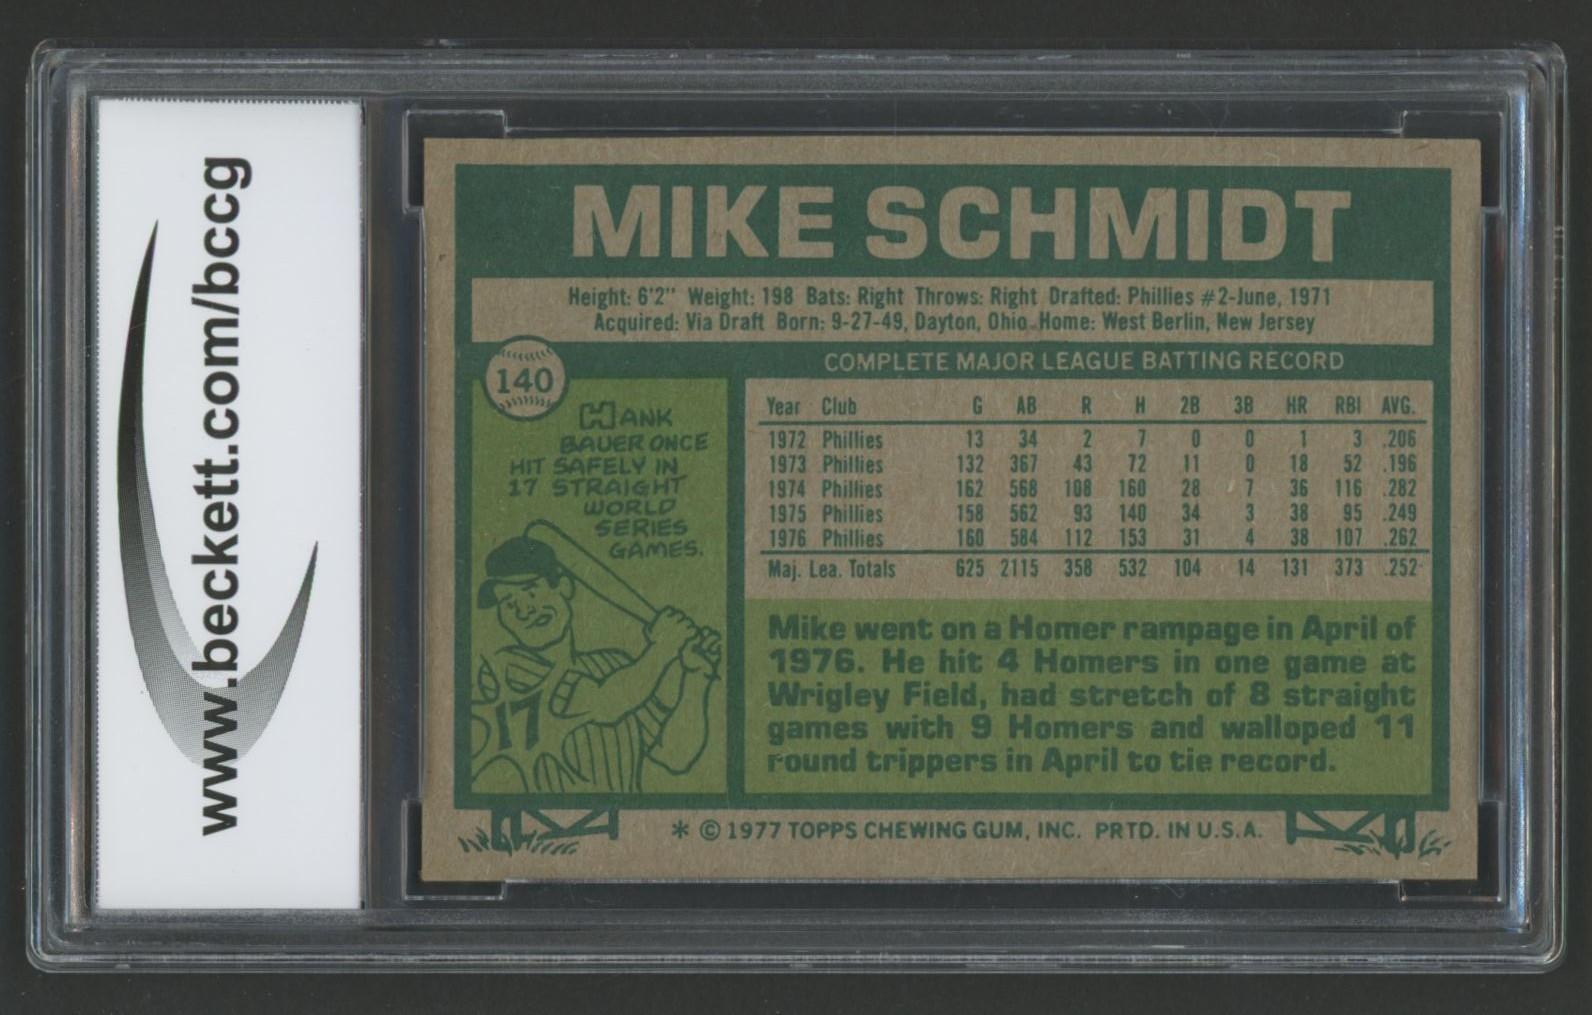 www.beckett.com/bccg
MIKE SCHMIDT
Height: 6'2" Weight: 198 Bats: Right Throws: Right Drafted: Phillies #2-June, 1971
Acquired: Via Draft Born: 9-27-49, Dayton, Ohio Home: West Berlin, New Jersey
140
HANK
BAUER ONCE
HIT SAFELY IN
17 STRAIGHT
WORLD
SERIES
GAMES.
17
COMPLETE MAJOR LEAGUE BATTING RECORD
Year Club G AB R H 2B 3B HR RBI AVG.
1972 Phillies 13 34 2 7 0 0 1 3 .206
1973 Phillies 132 367 43 72 11 0 18 52 .196
1974 Phillies 162 568 108 160 28 7 36 116 .282
1975 Phillies 158 562 93 140 34 3 38 95 .249
1976 Phillies 160 584 112 153 31 4 38 107 .262
Maj. Lea. Totals 625 2115 358 532 104 14 131 373 .252
Mike went on a Homer rampage in April of
1976. He hit 4 Homers in one game at
Wrigley Field, had stretch of 8 straight
games with 9 Homers and walloped 11
round trippers in April to tie record.
* © 1977 TOPPS CHEWING GUM, INC. PRTD. IN U.S.A.